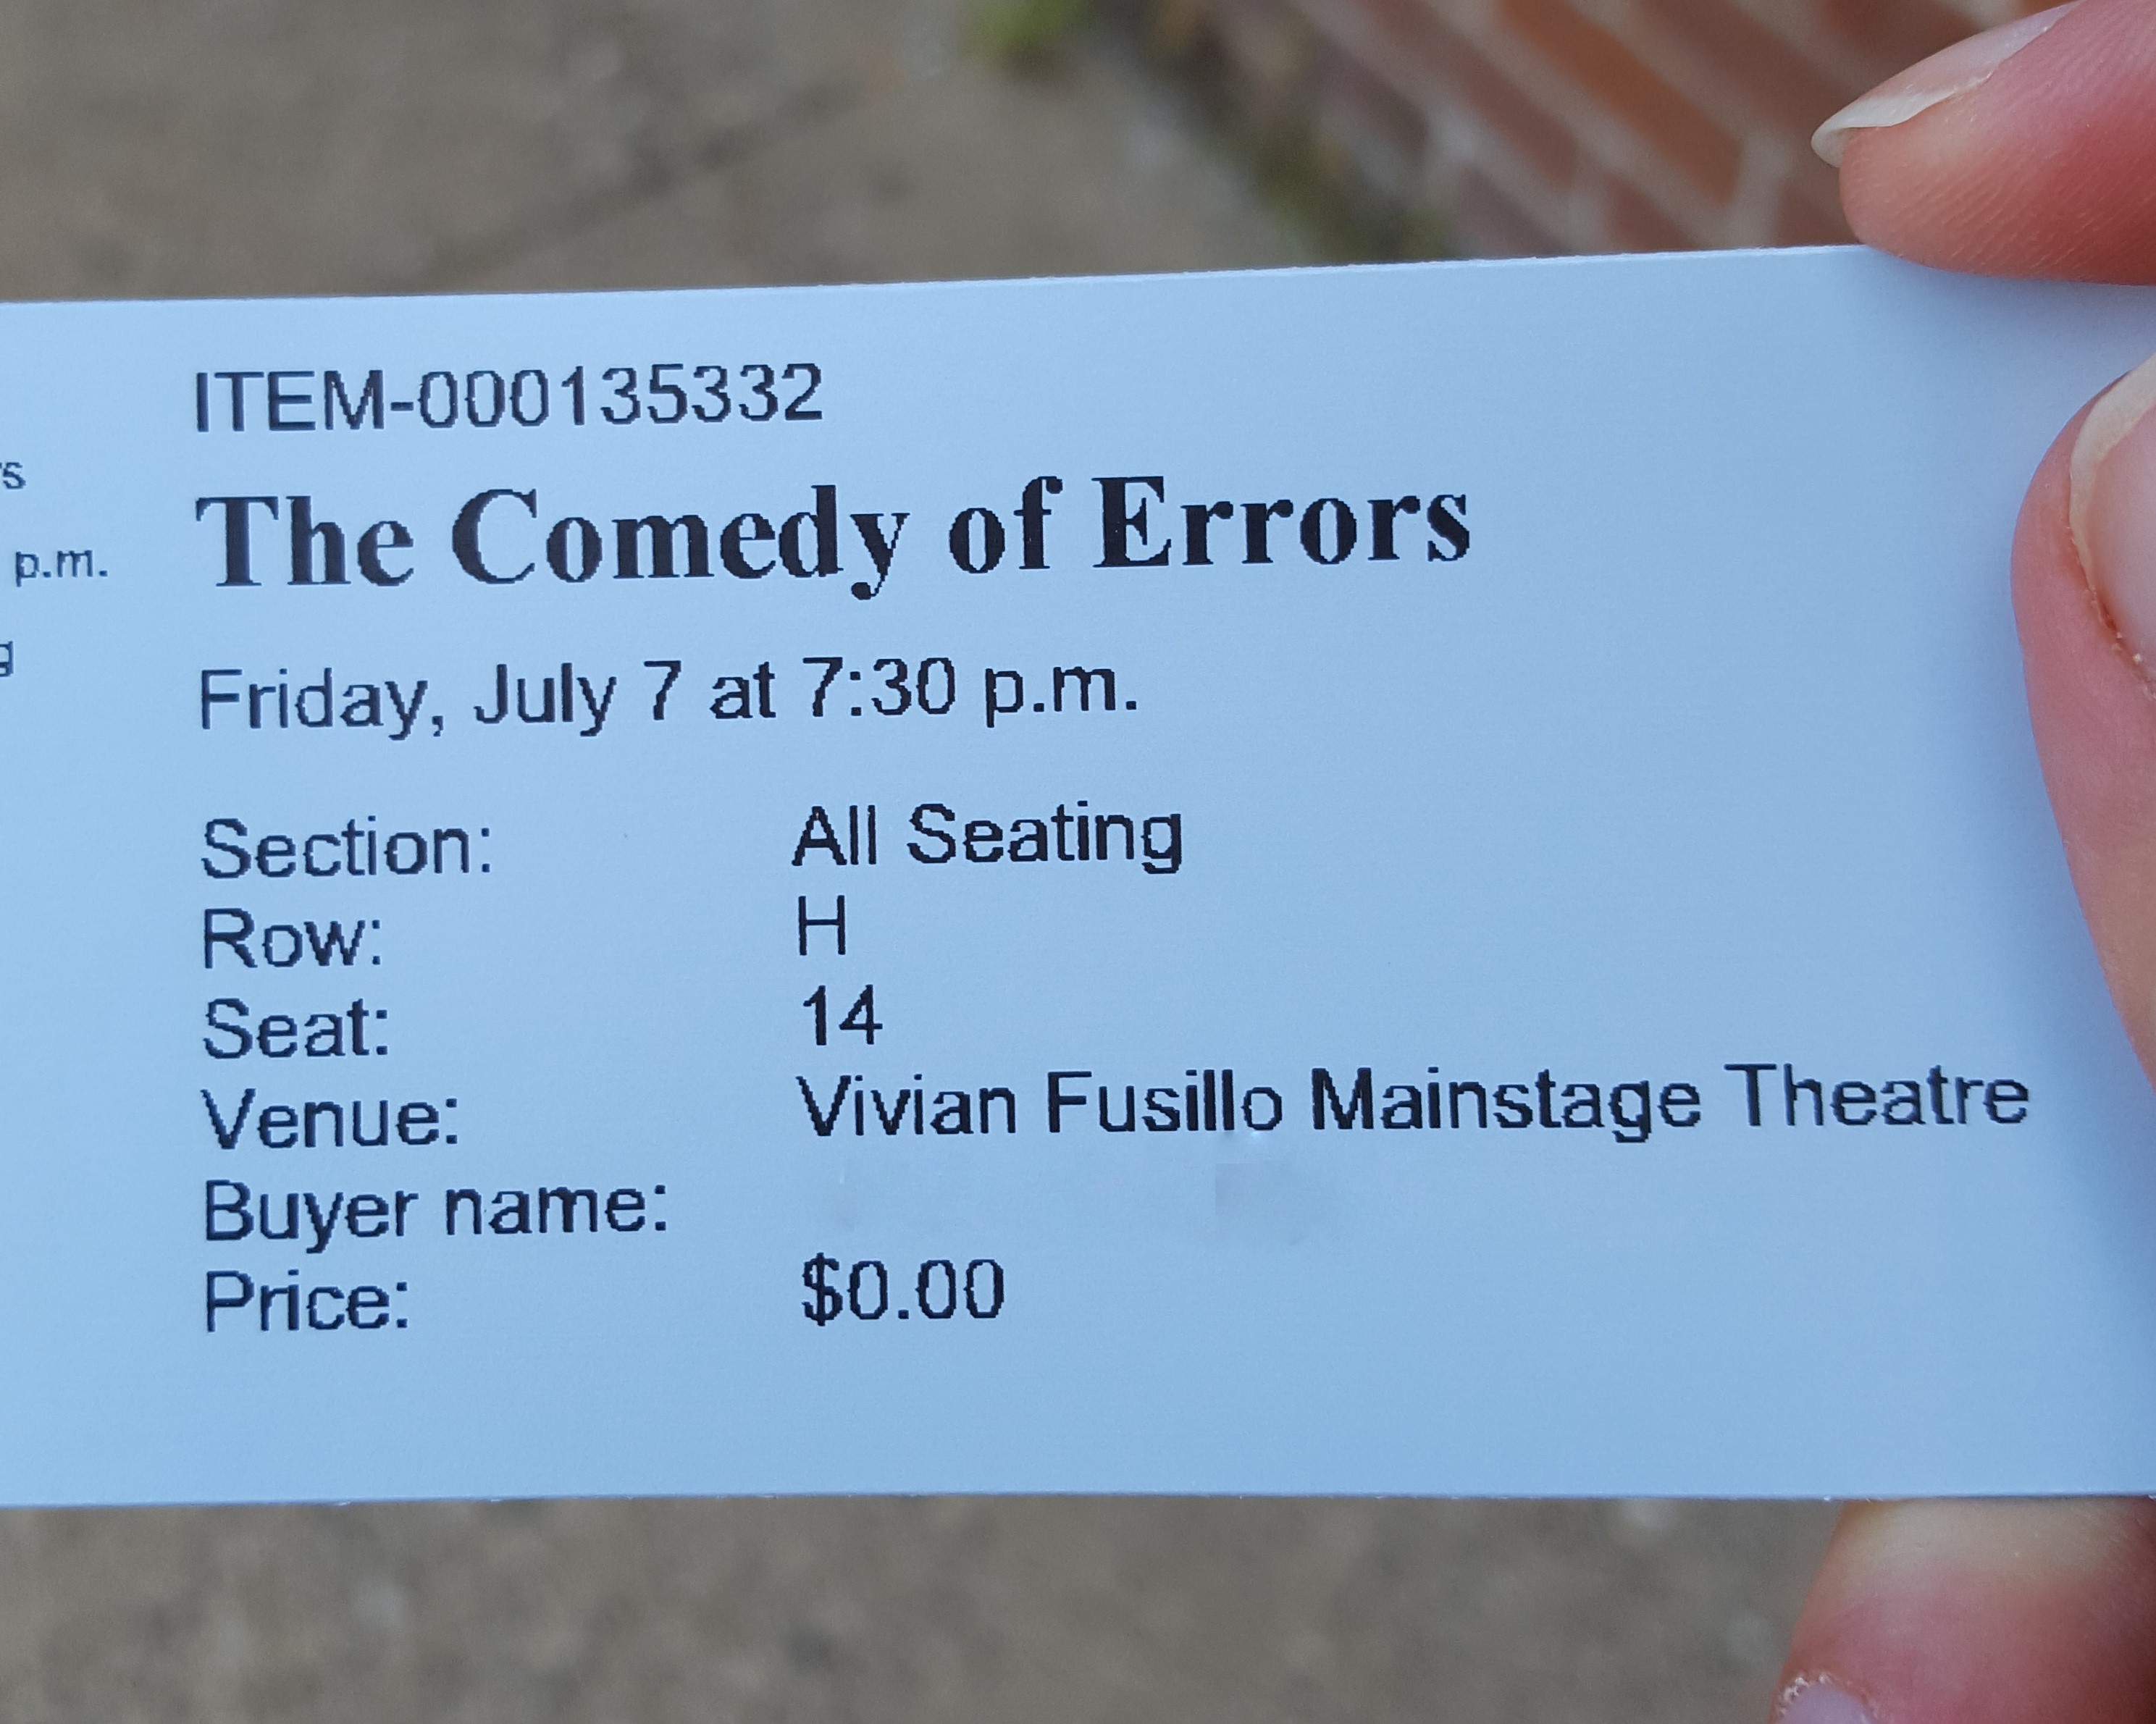 ITEM-000135332
The Comedy of Errors
Friday, July 7 at 7:30 p.m.
Section: All Seating
Row: H
Seat: 14
Venue: Vivian Fusillo Mainstage Theatre
Buyer name:
Price: $0.00
p.m.